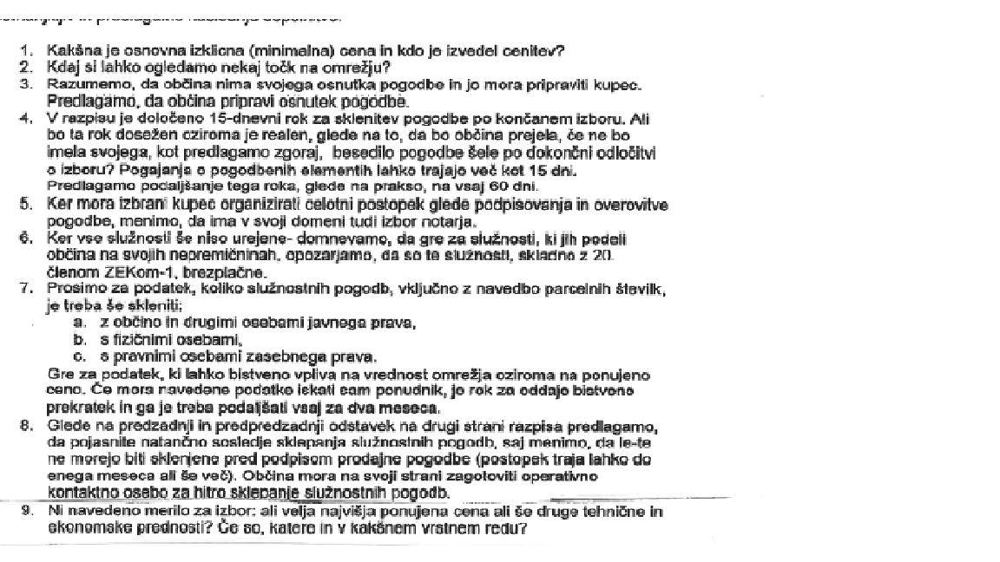 1. Kakšna je osnovna izklicna (minimalna) cena in kdo je izvedel cenitev?
2. Kdaj si lahko ogledamo nekaj točk na omrežju?
3. Razumemo, da občina nima svojega osnutka pogodbe in jo mora pripraviti kupec.
Predlagamo, da občina pripravi osnutek pogodbe.
4. V razpisu je določeno 15-dnevni rok za sklenitev pogodbe po končanem izboru. Ali
bo ta rok dosežen oziroma je realen, glede na to, da bo občina prejela, če ne bo
imela svojega, kot predlagamo zgoraj, besedilo pogodbe šele po dokončni odločitvi
o izboru? Pogajanja o pogodbenih elementih lahko trajajo več kot 15 dni.
Predlagamo podaljšanje tega roka, glede na prakso, na vsaj 60 dni.
5. Ker mora izbrani kupec organizirati celotni postopek glede podpisovanja in overovitve
pogodbe, menimo, da ima v svoji domeni tudi izbor notarja.
6. Ker vse služnosti še niso urejene- domnevamo, da gre za služnosti, ki jih podeli
občina na svojih nepremičninah, opozarjamo, da so te služnosti, skladno z 20.
členom ZEKom-1, brezplačne.
7. Prosimo za podatek, koliko služnostnih pogodb, vključno z navedbo parcelnih številk,
je treba še skleniti:
a. z občino in drugimi osebami javnega prava,
b. s fizičnimi osebami,
c. s pravnimi osebami zasebnega prava.
Gre za podatek, ki lahko bistveno vpliva na vrednost omrežja oziroma na ponujeno
ceno. Če mora navedene podatke iskati sam ponudnik, je rok za oddajo bistveno
prekratek in ga je treba podaljšati vsaj za dva meseca.
8. Glede na predzadnji in predpredzadnji odstavek na drugi strani razpisa predlagamo,
da pojasnite natančno sosledje sklepanja služnostnih pogodb, saj menimo, da le-te
ne morejo biti sklenjene pred podpisom prodajne pogodbe (postopek traja lahko do
enega meseca ali še več). Občina mora na svoji strani zagotoviti operativno
kontaktno osebo za hitro sklepanje služnostnih pogodb.
9. Ni navedeno merilo za izbor: ali velja najvišja ponujena cena ali še druge tehnične in
ekonomske prednosti? Če so, katere in v kakšnem vrstnem redu?